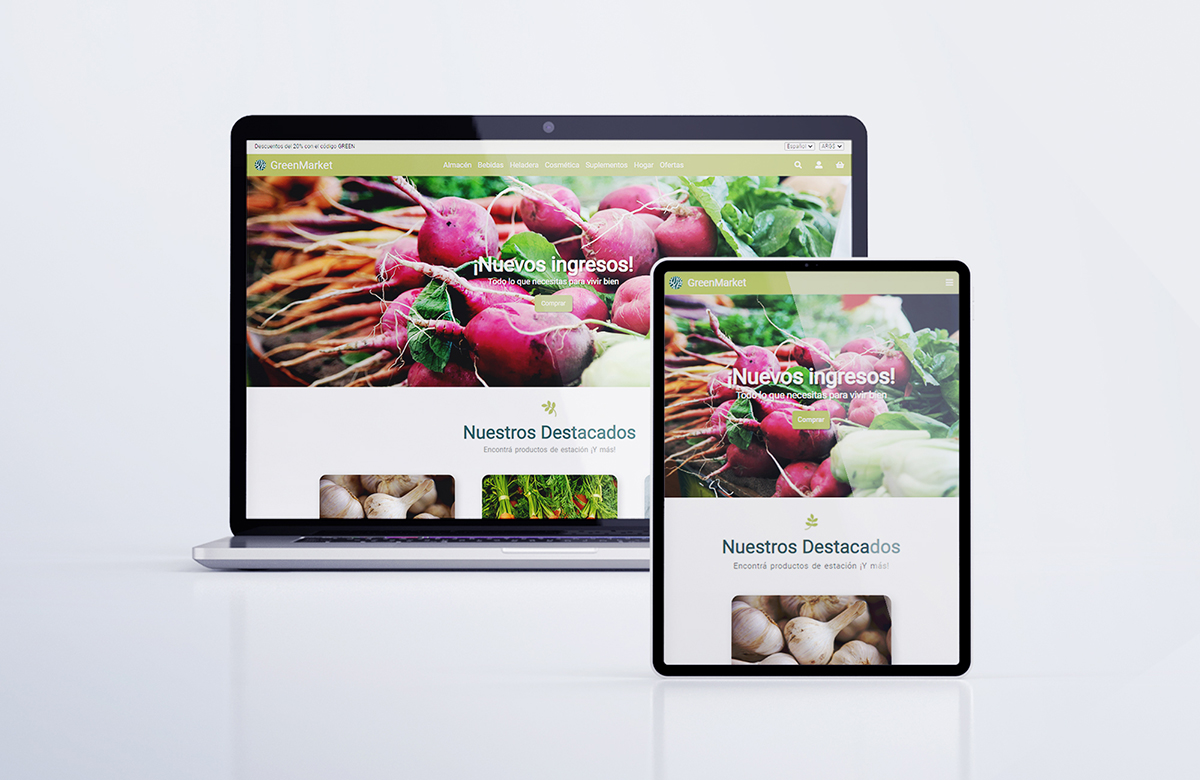 Descuentos del 20% con el código GREEN
Español
ARG$
GreenMarket
Almacén Bebidas Heladera Cosmética Suplementos Hogar Ofertas
¡Nuevos ingresos!
Todo lo que necesitas para vivir bien
Comprar
Nuestros Destacados
Encontrá productos de estación ¡Y más!
GreenMarket
¡Nuevos ingresos!
Todo lo que necesitas para vivir bien
Comprar
Nuestros Destacados
Encontrá productos de estación ¡Y más!